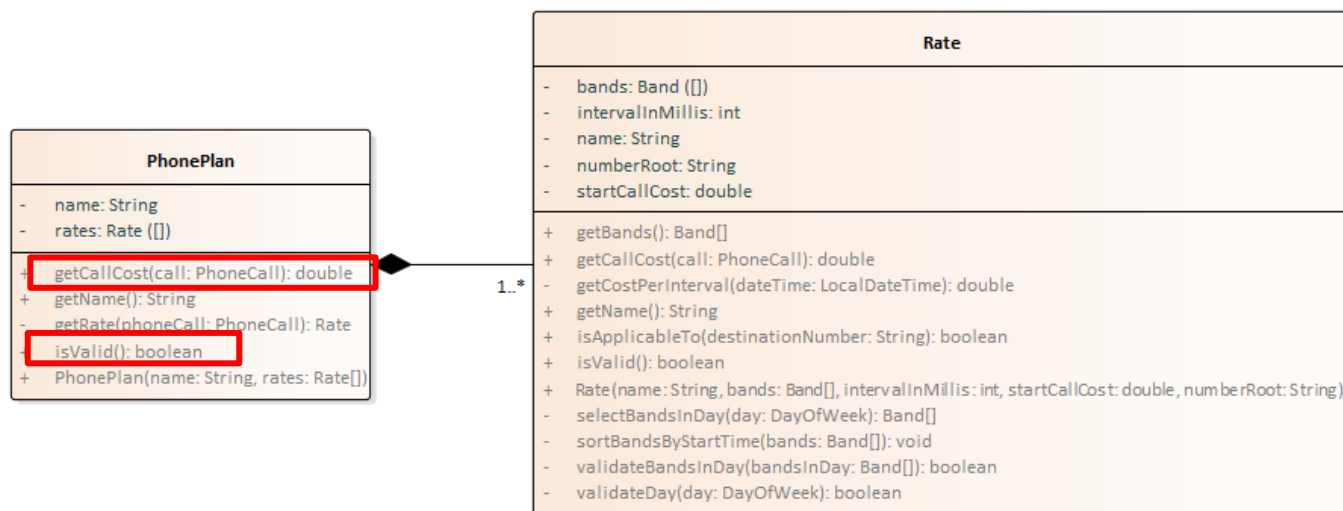 PhonePlan
- name: String
- rates: Rate ([])
+ getCallCost(call: PhoneCall): double
+ getName(): String
- getRate(phoneCall: PhoneCall): Rate
+ isValid(): boolean
+ PhonePlan(name: String, rates: Rate[])
1..*
Rate
- bands: Band ([])
- intervalInMillis: int
- name: String
- numberRoot: String
- startCallCost: double
+ getBands(): Band[]
+ getCallCost(call: PhoneCall): double
- getCostPerInterval(dateTime: LocalDateTime): double
+ getName(): String
+ isApplicableTo(destinationNumber: String): boolean
+ isValid(): boolean
+ Rate(name: String, bands: Band[], intervalInMillis: int, startCallCost: double, numberRoot: String)
- selectBandsInDay(day: DayOfWeek): Band[]
- sortBandsByStartTime(bands: Band[]): void
- validateBandsInDay(bandsInDay: Band[]): boolean
- validateDay(day: DayOfWeek): boolean